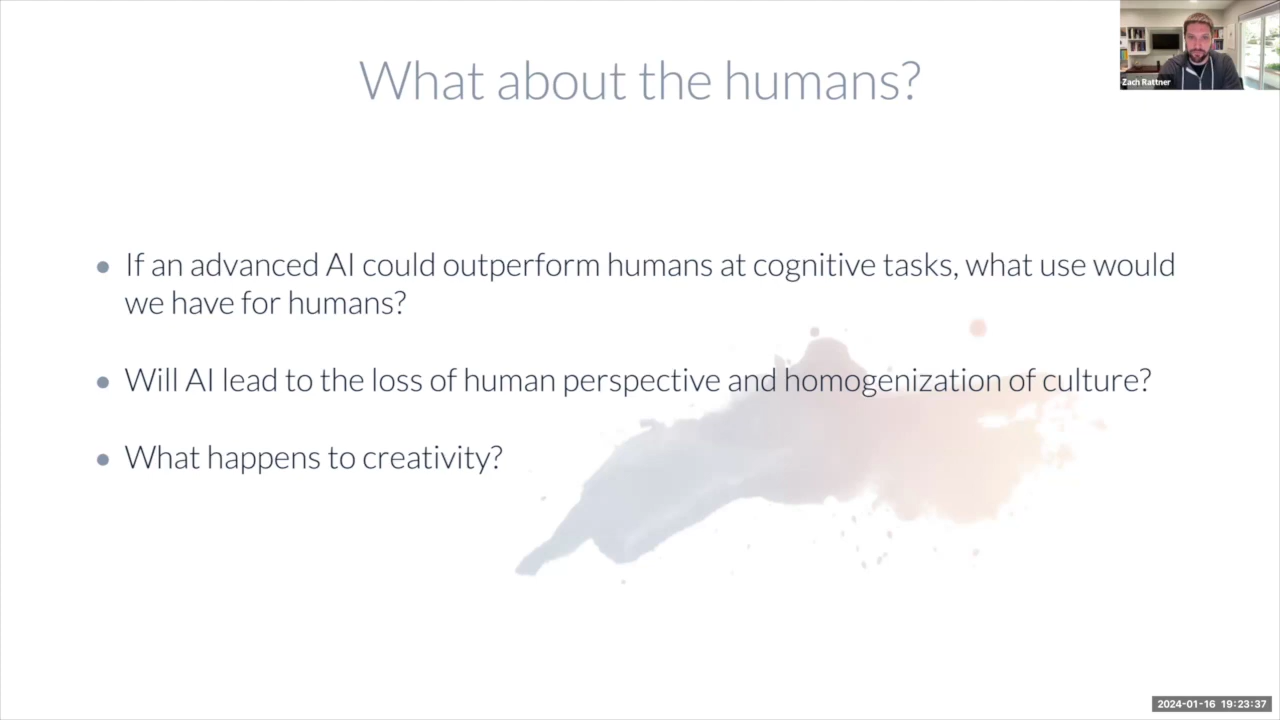 What about the humans?
Zach Rattner
• If an advanced AI could outperform humans at cognitive tasks, what use would
we have for humans?
• Will AI lead to the loss of human perspective and homogenization of culture?
• What happens to creativity?
2024-01-16 19:23:37